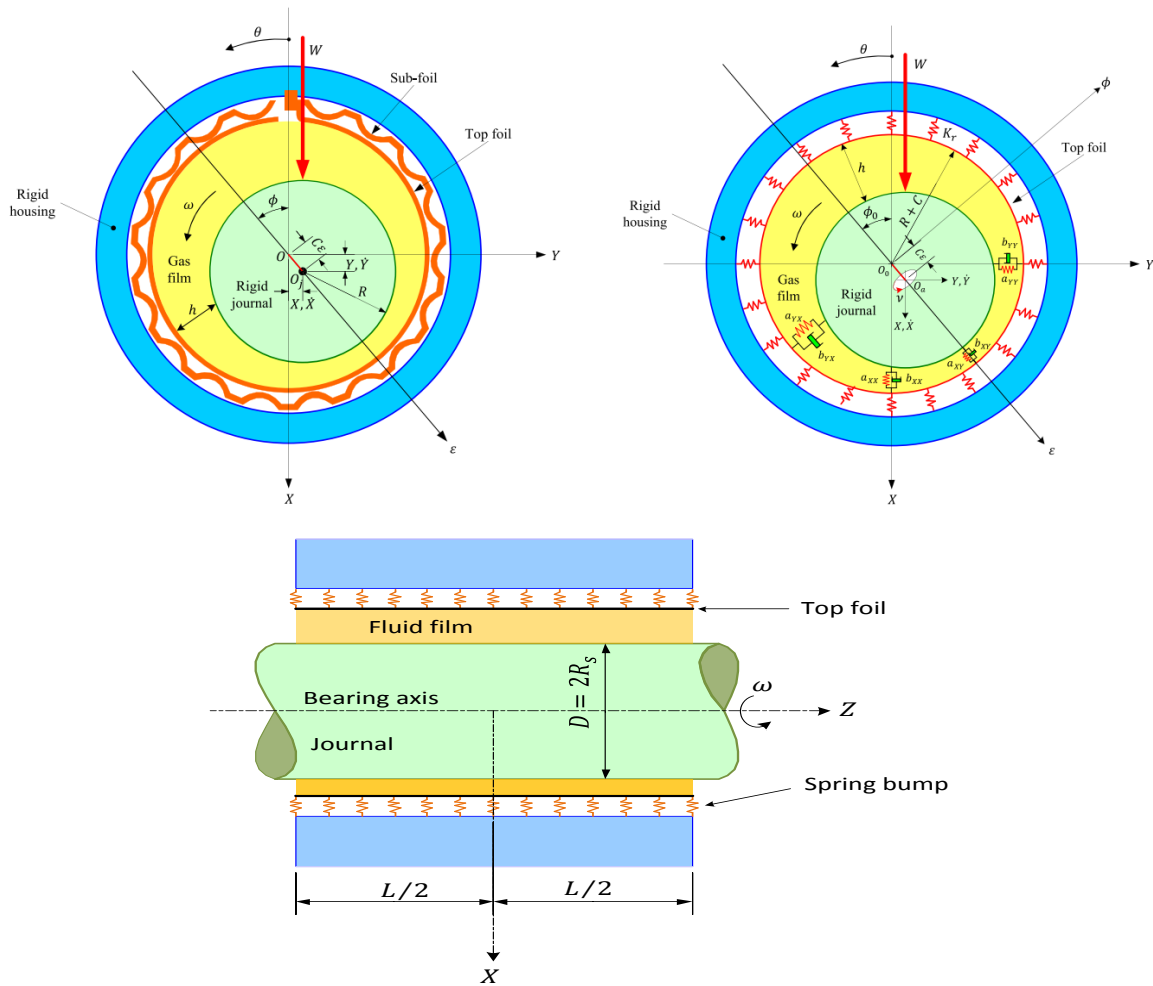 θ
W
Sub-foil
Top foil
Rigid
housing
ω
ϕ
Cε
O
Y
Gas
film
O_j
Y, Ẏ
Rigid
journal
X, Ẋ
R
h
ε
X
θ
W
ϕ
K_r
Top foil
Rigid
housing
h
ω
ϕ_0
R + C
Cε
b_YY
a_YY
O_0
Y
Gas
film
Rigid
journal
ν
O_a
Y, Ẏ
X, Ẋ
a_YX
b_YX
b_XY
a_XY
a_XX
b_XX
ε
X
Top foil
Fluid film
D = 2R_s
Bearing axis
ω
Z
Journal
Spring bump
L/2
L/2
X